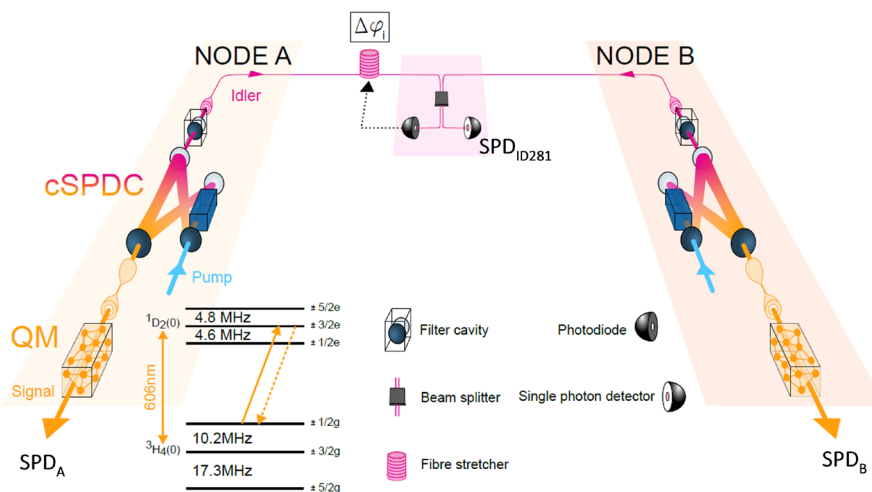 Δφi
NODE A
NODE B
Idler
SPDID281
cSPDC
Pump
QM
Signal
SPDA
SPDB
1D2(0)
4.8 MHz
4.6 MHz
± 5/2e
± 3/2e
± 1/2e
606nm
3H4(0)
10.2MHz
17.3MHz
± 1/2g
± 3/2g
± 5/2g
Filter cavity
Photodiode
Beam splitter
Single photon detector
Fibre stretcher